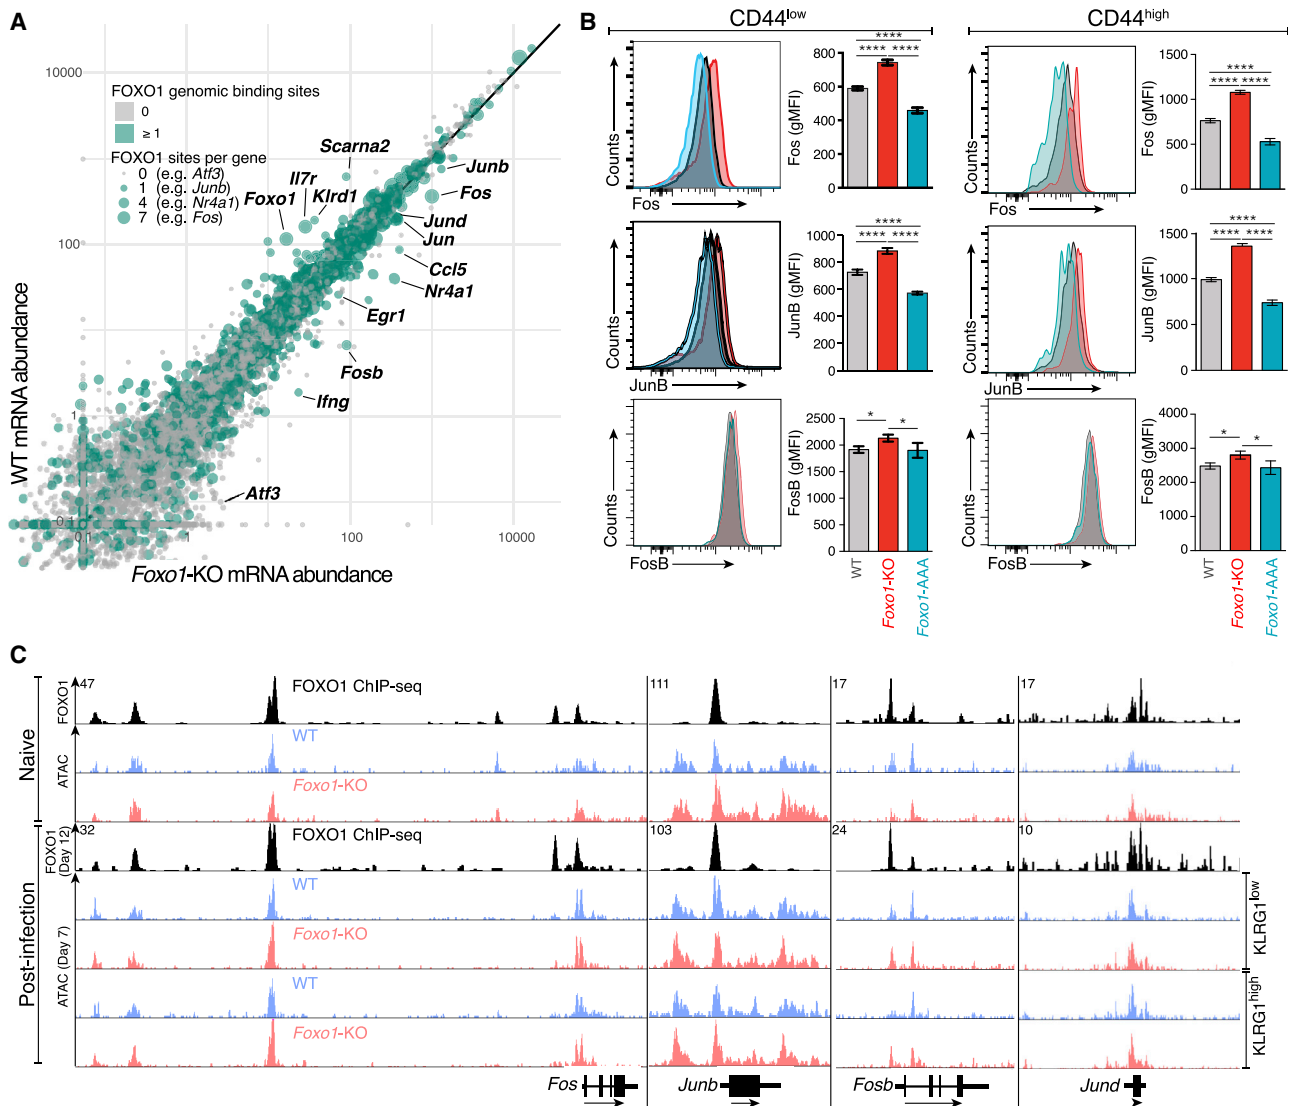 A
WT mRNA abundance
10000
100
1
0.1
0.1
1
100
10000
Foxo1-KO mRNA abundance
FOXO1 genomic binding sites
0
≥ 1
FOXO1 sites per gene
0 (e.g. Atf3)
1 (e.g. Junb)
4 (e.g. Nr4a1)
7 (e.g. Fos)
Scarna2
Il7r
Klrd1
Foxo1
Junb
Fos
Jund
Jun
Ccl5
Nr4a1
Egr1
Fosb
Ifng
Atf3
B
CD44low
CD44high
Counts
Fos
Fos (gMFI)
800
600
400
200
0
****
**** ****
Counts
Fos
Fos (gMFI)
1500
1000
500
0
****
**** ****
Counts
JunB
JunB (gMFI)
1000
800
600
400
200
0
****
**** ****
Counts
JunB
JunB (gMFI)
1500
1000
500
0
****
**** ****
Counts
FosB
FosB (gMFI)
2500
2000
1500
1000
500
0
* *
WT
Foxo1-KO
Foxo1-AAA
Counts
FosB
FosB (gMFI)
4000
3000
2000
1000
0
* *
WT
Foxo1-KO
Foxo1-AAA
C
Naive
FOXO1
47
FOXO1 ChIP-seq
111
17
17
ATAC
WT
Foxo1-KO
Post-infection
FOXO1
(Day 12)
32
FOXO1 ChIP-seq
103
24
10
ATAC (Day 7)
WT
Foxo1-KO
WT
Foxo1-KO
KLRG1low
KLRG1high
Fos
Junb
Fosb
Jund